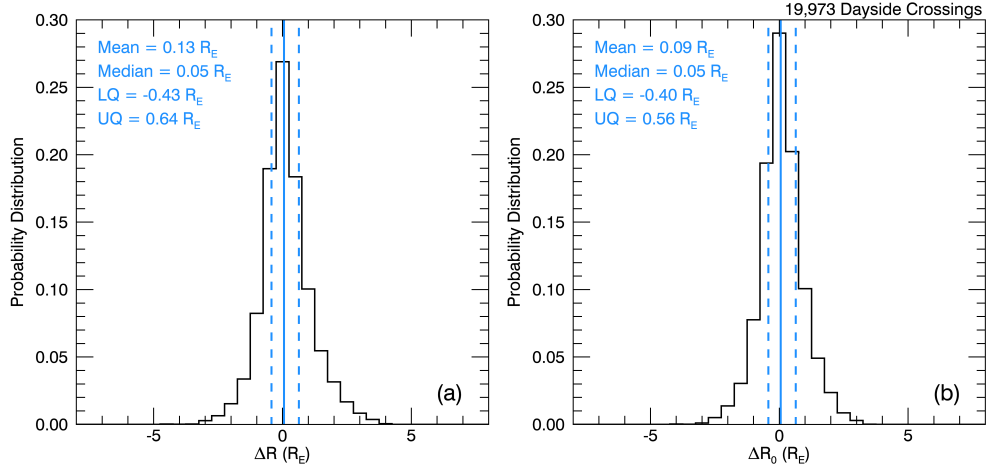 19,973 Dayside Crossings
Mean = 0.13 R_E
Median = 0.05 R_E
LQ = -0.43 R_E
UQ = 0.64 R_E
0.30
0.25
0.20
0.15
0.10
0.05
0.00
Probability Distribution
(a)
-5 0 5
ΔR (R_E)
Mean = 0.09 R_E
Median = 0.05 R_E
LQ = -0.40 R_E
UQ = 0.56 R_E
0.30
0.25
0.20
0.15
0.10
0.05
0.00
Probability Distribution
(b)
-5 0 5
ΔR_0 (R_E)